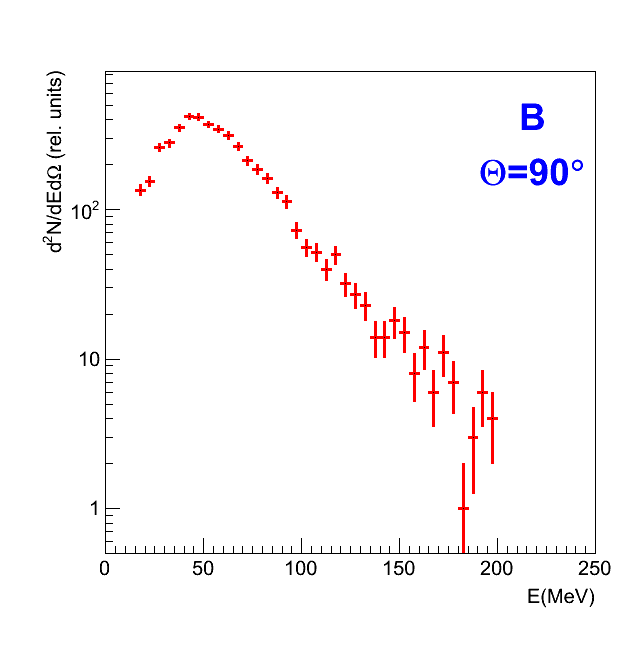 d²N/dEdΩ (rel. units)
B
Θ=90°
10²
10
1
0 50 100 150 200 250
E(MeV)